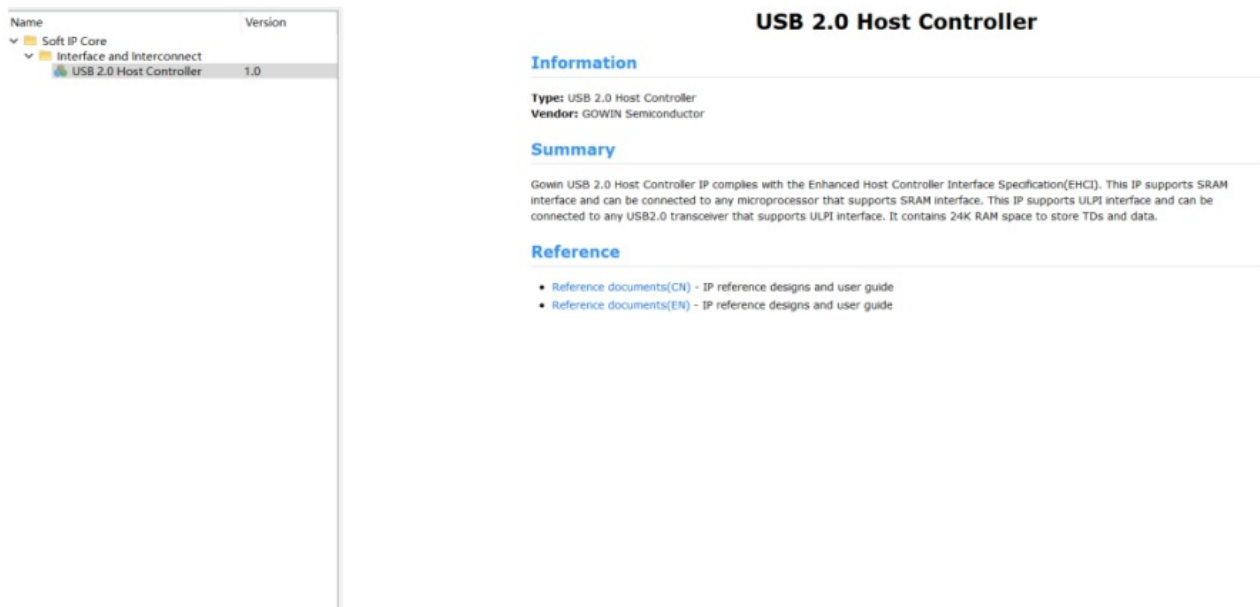 Name Version
Soft IP Core
Interface and Interconnect
USB 2.0 Host Controller 1.0
USB 2.0 Host Controller
Information
Type: USB 2.0 Host Controller
Vendor: GOWIN Semiconductor
Summary
Gowin USB 2.0 Host Controller IP complies with the Enhanced Host Controller Interface Specification(EHCI). This IP supports SRAM
interface and can be connected to any microprocessor that supports SRAM interface. This IP supports ULPI interface and can be
connected to any USB2.0 transceiver that supports ULPI interface. It contains 24K RAM space to store TDs and data.
Reference
• Reference documents(CN) - IP reference designs and user guide
• Reference documents(EN) - IP reference designs and user guide